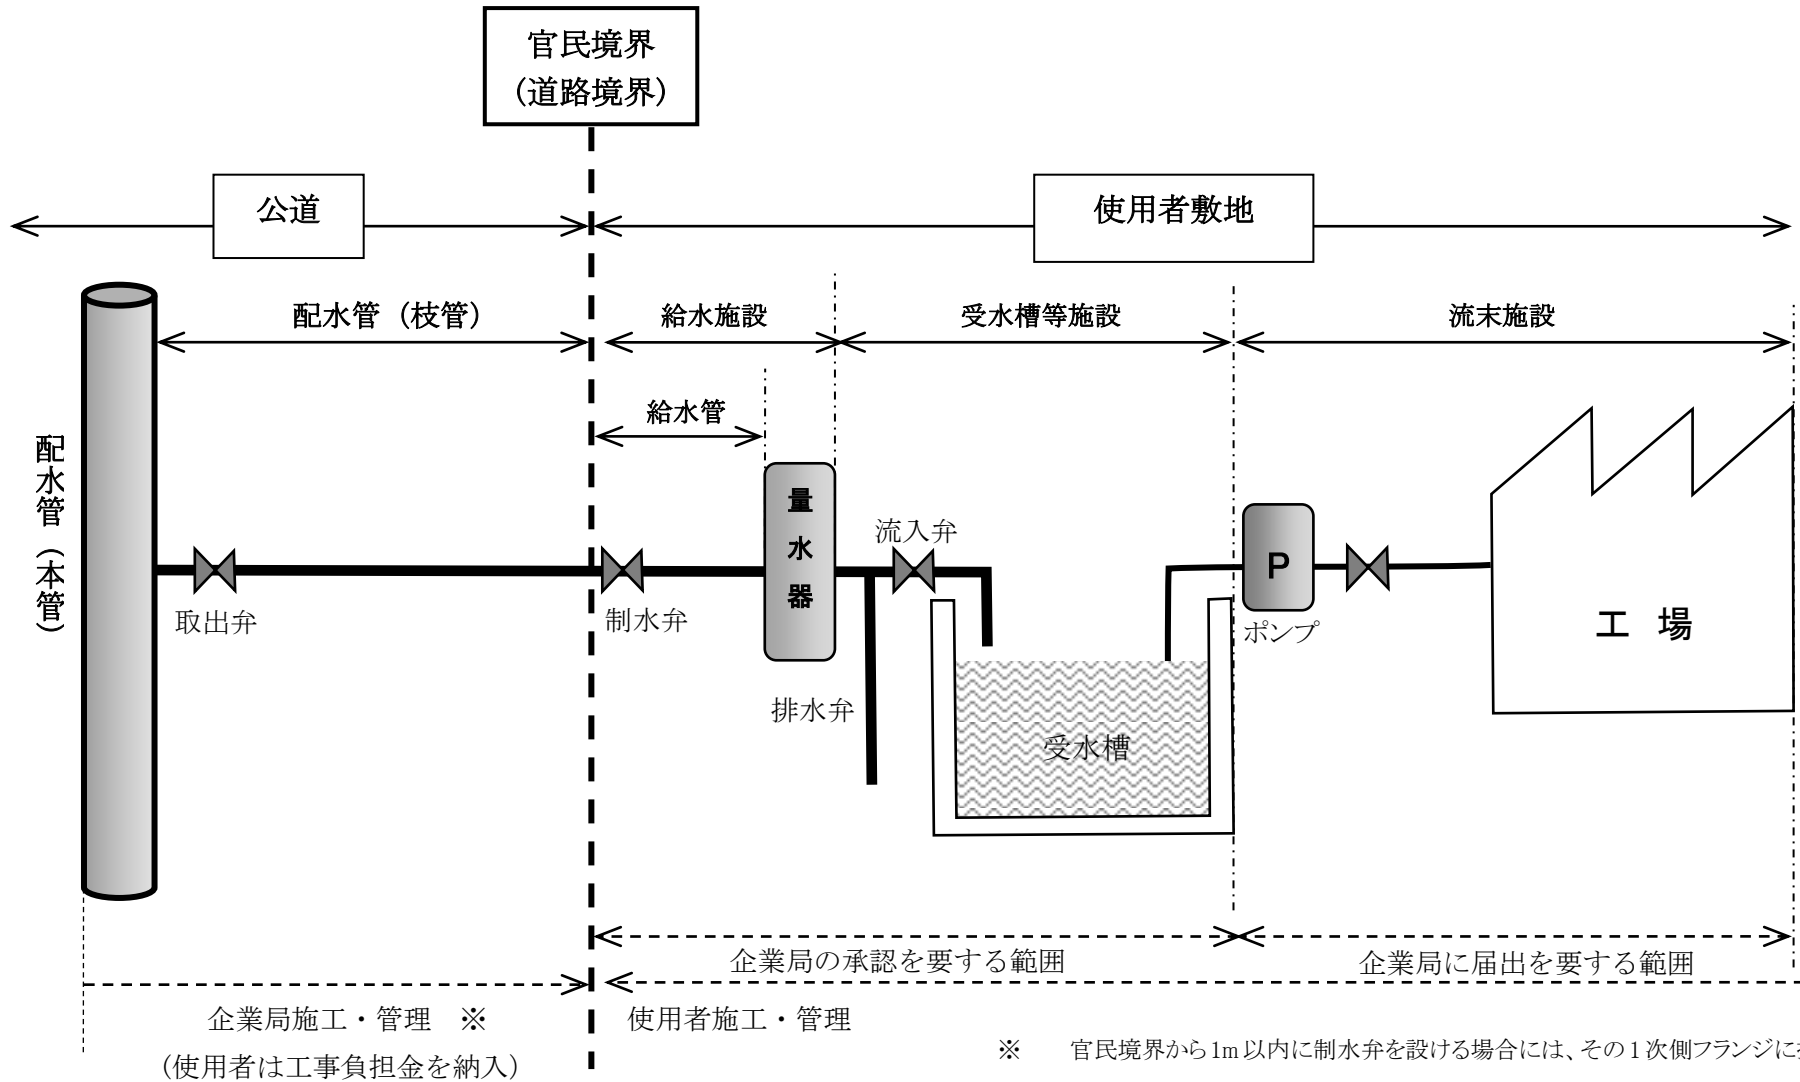 官民境界
(道路境界)
公道
使用者敷地
配水管（枝管）
給水施設
受水槽等施設
流末施設
給水管
配水管（本管）
量水器
流入弁
P
取出弁
制水弁
ポンプ
工　場
排水弁
受水槽
企業局の承認を要する範囲
企業局に届出を要する範囲
企業局施工・管理　※
使用者施工・管理
(使用者は工事負担金を納入)
※　官民境界から1m以内に制水弁を設ける場合には、その1次側フランジに